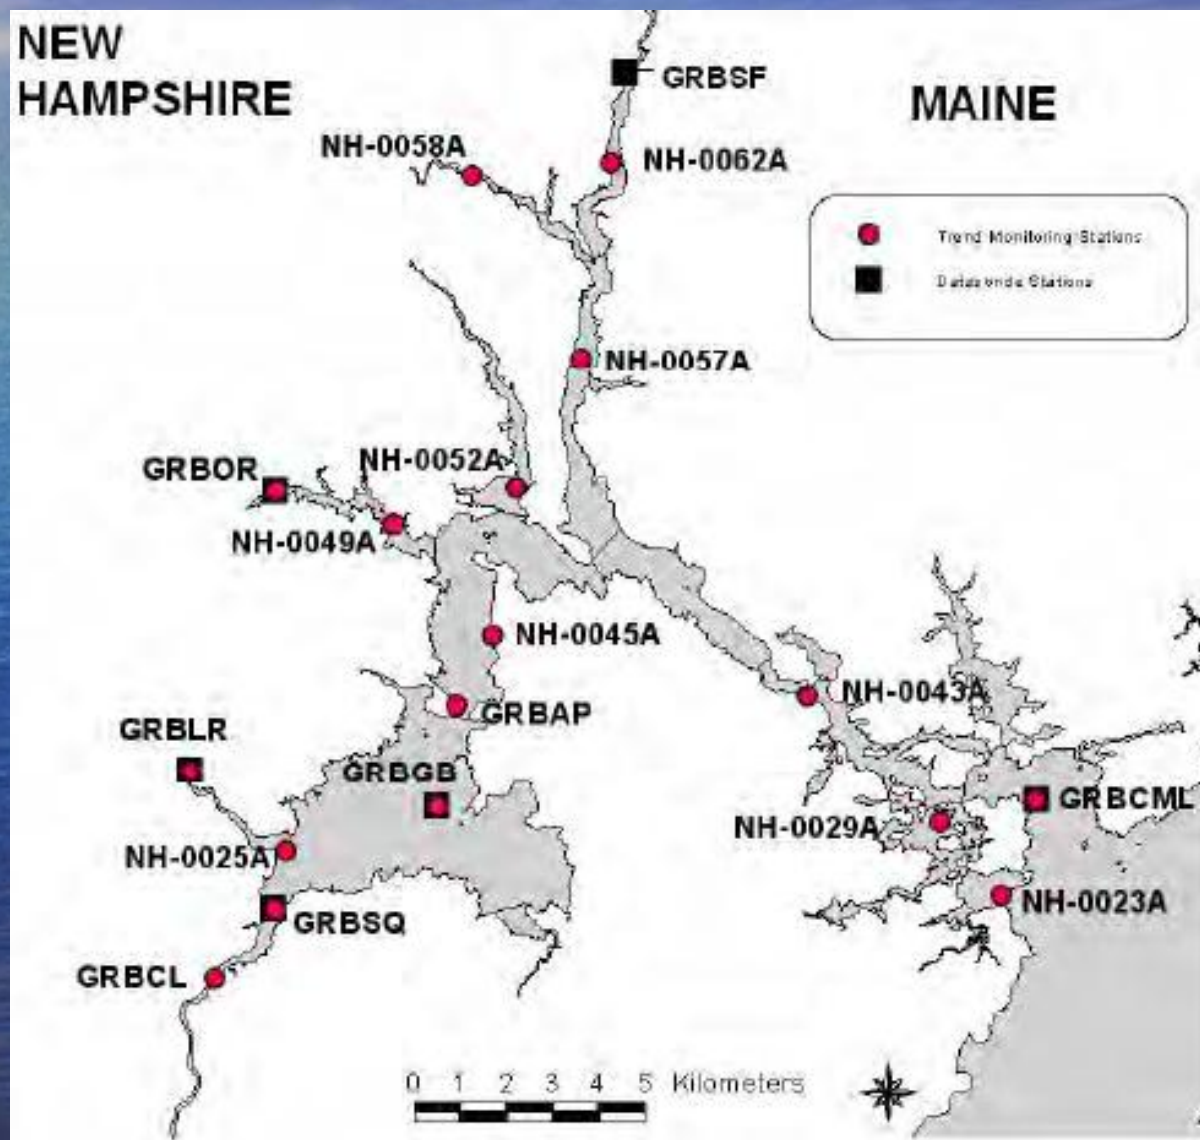 NEW
HAMPSHIRE
GRBSF
MAINE
NH-0058A
NH-0062A
Trend Monitoring Stations
Datasonde Stations
NH-0057A
NH-0052A
GRBOR
NH-0049A
NH-0045A
NH-0043A
GRBAP
GRBLR
GRBGB
GRBCML
NH-0029A
NH-0025A
NH-0023A
GRBSQ
GRBCL
0 1 2 3 4 5 Kilometers